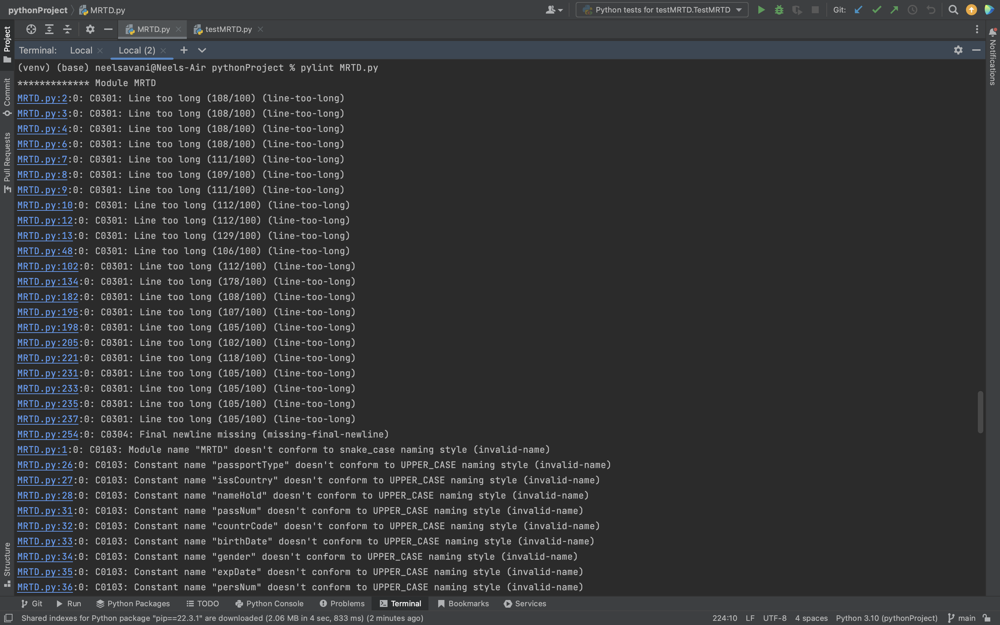 pythonProject
MRTD.py
Python tests for testMRTD.TestMRTD
Git:
Project
MRTD.py
testMRTD.py
Notifications
Terminal: Local Local (2)
(venv) (base) neelsavani@Neels-Air pythonProject % pylint MRTD.py
************* Module MRTD
MRTD.py:2:0: C0301: Line too long (108/100) (line-too-long)
MRTD.py:3:0: C0301: Line too long (108/100) (line-too-long)
MRTD.py:4:0: C0301: Line too long (108/100) (line-too-long)
MRTD.py:6:0: C0301: Line too long (108/100) (line-too-long)
MRTD.py:7:0: C0301: Line too long (111/100) (line-too-long)
MRTD.py:8:0: C0301: Line too long (109/100) (line-too-long)
MRTD.py:9:0: C0301: Line too long (111/100) (line-too-long)
MRTD.py:10:0: C0301: Line too long (112/100) (line-too-long)
MRTD.py:12:0: C0301: Line too long (112/100) (line-too-long)
MRTD.py:13:0: C0301: Line too long (129/100) (line-too-long)
MRTD.py:48:0: C0301: Line too long (106/100) (line-too-long)
MRTD.py:102:0: C0301: Line too long (112/100) (line-too-long)
MRTD.py:134:0: C0301: Line too long (178/100) (line-too-long)
MRTD.py:182:0: C0301: Line too long (108/100) (line-too-long)
MRTD.py:195:0: C0301: Line too long (107/100) (line-too-long)
MRTD.py:198:0: C0301: Line too long (105/100) (line-too-long)
MRTD.py:205:0: C0301: Line too long (102/100) (line-too-long)
MRTD.py:221:0: C0301: Line too long (118/100) (line-too-long)
MRTD.py:231:0: C0301: Line too long (105/100) (line-too-long)
MRTD.py:233:0: C0301: Line too long (105/100) (line-too-long)
MRTD.py:235:0: C0301: Line too long (105/100) (line-too-long)
MRTD.py:237:0: C0301: Line too long (105/100) (line-too-long)
MRTD.py:254:0: C0304: Final newline missing (missing-final-newline)
MRTD.py:1:0: C0103: Module name "MRTD" doesn't conform to snake_case naming style (invalid-name)
MRTD.py:26:0: C0103: Constant name "passportType" doesn't conform to UPPER_CASE naming style (invalid-name)
MRTD.py:27:0: C0103: Constant name "issCountry" doesn't conform to UPPER_CASE naming style (invalid-name)
MRTD.py:28:0: C0103: Constant name "nameHold" doesn't conform to UPPER_CASE naming style (invalid-name)
MRTD.py:31:0: C0103: Constant name "passNum" doesn't conform to UPPER_CASE naming style (invalid-name)
MRTD.py:32:0: C0103: Constant name "countrCode" doesn't conform to UPPER_CASE naming style (invalid-name)
MRTD.py:33:0: C0103: Constant name "birthDate" doesn't conform to UPPER_CASE naming style (invalid-name)
MRTD.py:34:0: C0103: Constant name "gender" doesn't conform to UPPER_CASE naming style (invalid-name)
MRTD.py:35:0: C0103: Constant name "expDate" doesn't conform to UPPER_CASE naming style (invalid-name)
MRTD.py:36:0: C0103: Constant name "persNum" doesn't conform to UPPER_CASE naming style (invalid-name)
Commit
Pull Requests
Structure
Git Run Python Packages TODO Python Console Problems Terminal Bookmarks Services
Shared indexes for Python package "pip==22.3.1" are downloaded (2.06 MB in 4 sec, 833 ms) (2 minutes ago)
224:10 LF UTF-8 4 spaces Python 3.10 (pythonProject) main